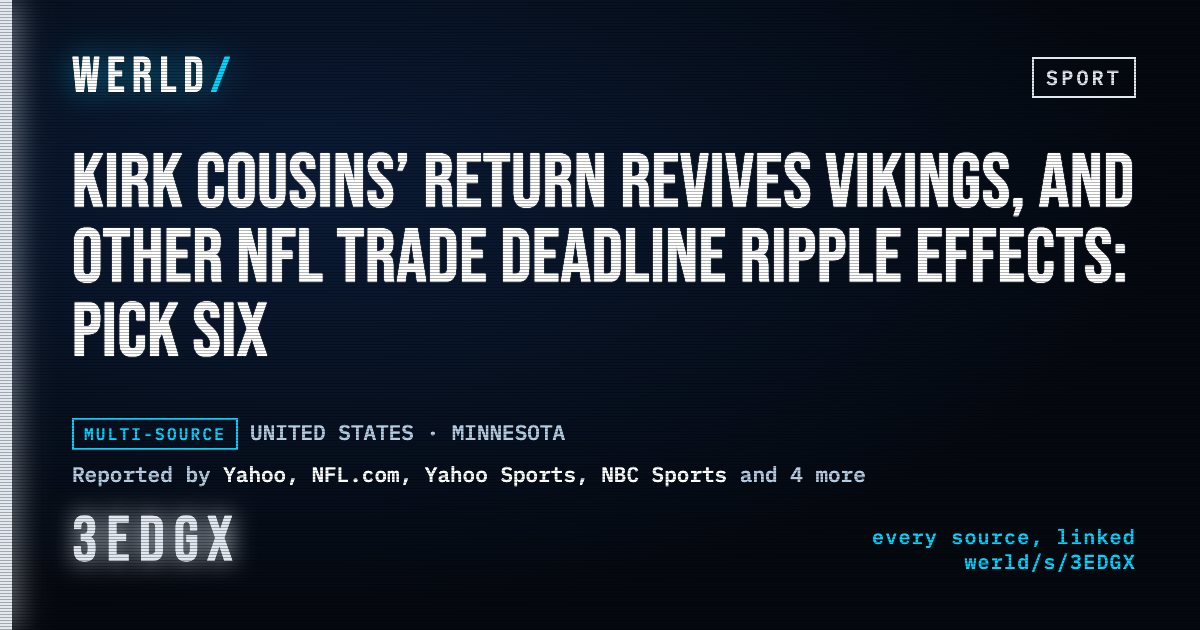 WERLD/
SPORT
KIRK COUSINS’ RETURN REVIVES VIKINGS, AND
OTHER NFL TRADE DEADLINE RIPPLE EFFECTS:
PICK SIX
MULTI-SOURCE UNITED STATES · MINNESOTA
Reported by Yahoo, NFL.com, Yahoo Sports, NBC Sports and 4 more
3EDGX
every source, linked
werld/s/3EDGX